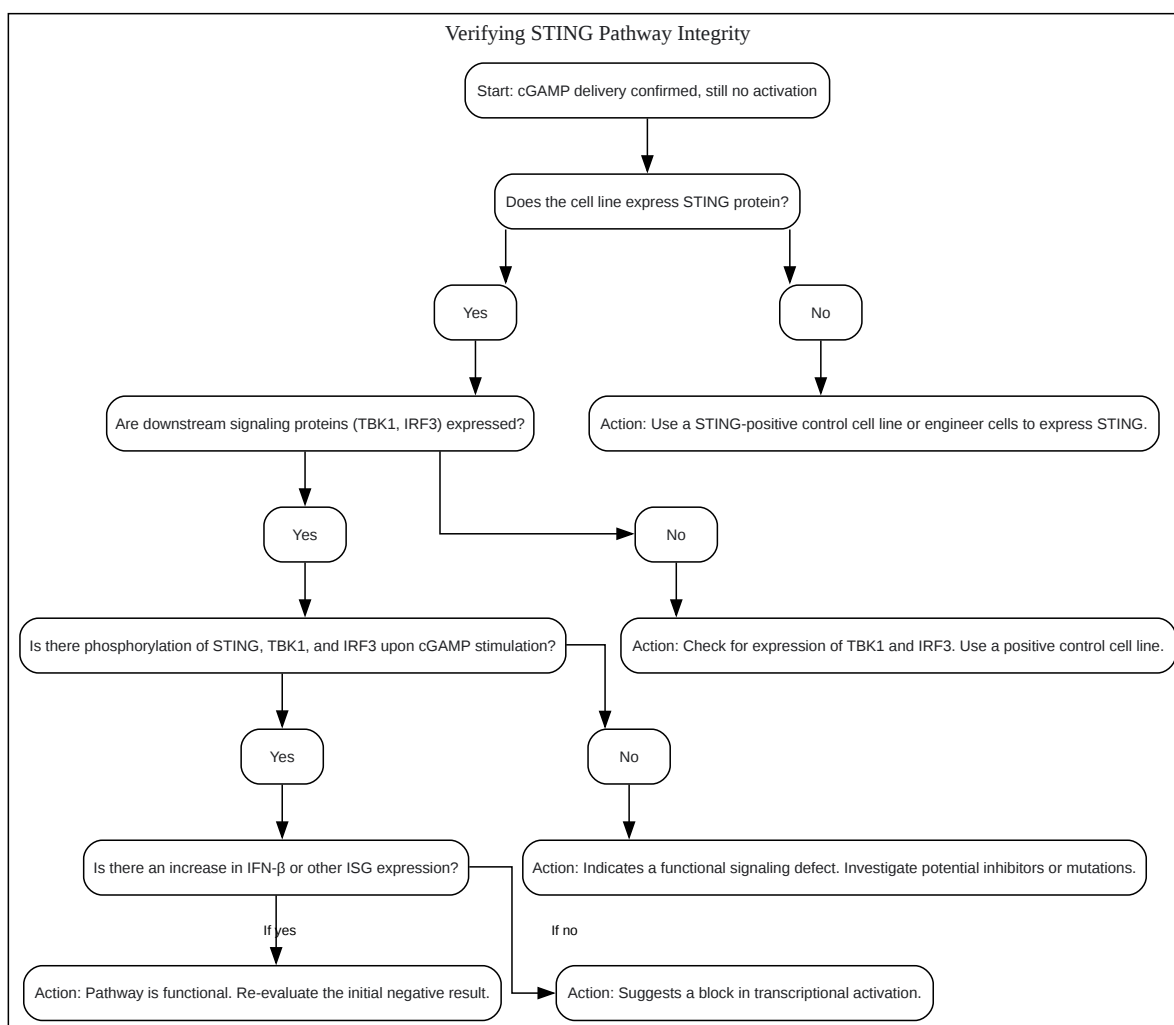 Verifying STING Pathway Integrity
Start: cGAMP delivery confirmed, still no activation
Does the cell line express STING protein?
Yes
No
Are downstream signaling proteins (TBK1, IRF3) expressed?
Action: Use a STING-positive control cell line or engineer cells to express STING.
Yes
No
Is there phosphorylation of STING, TBK1, and IRF3 upon cGAMP stimulation?
Action: Check for expression of TBK1 and IRF3. Use a positive control cell line.
Yes
No
Is there an increase in IFN-β or other ISG expression?
Action: Indicates a functional signaling defect. Investigate potential inhibitors or mutations.
If yes
If no
Action: Pathway is functional. Re-evaluate the initial negative result.
Action: Suggests a block in transcriptional activation.